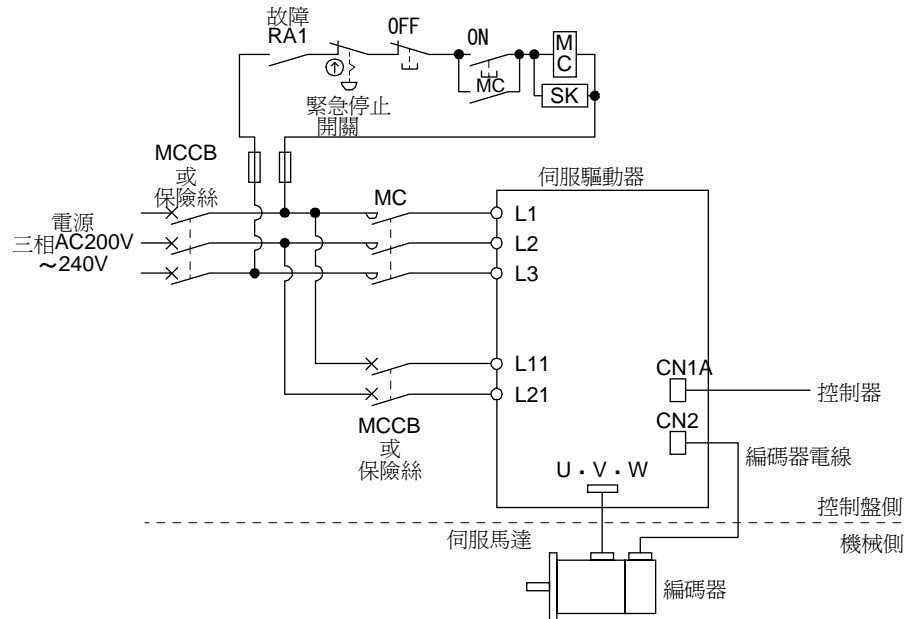 故障
RA1
OFF
ON
MC
MC
SK
緊急停止
開關
MCCB
或
保險絲
MC
伺服驅動器
電源
三相AC200V
～240V
L1
L2
L3
L11
L21
CN1A
控制器
CN2
MCCB
或
保險絲
編碼器電線
U・V・W
控制盤側
伺服馬達
機械側
編碼器